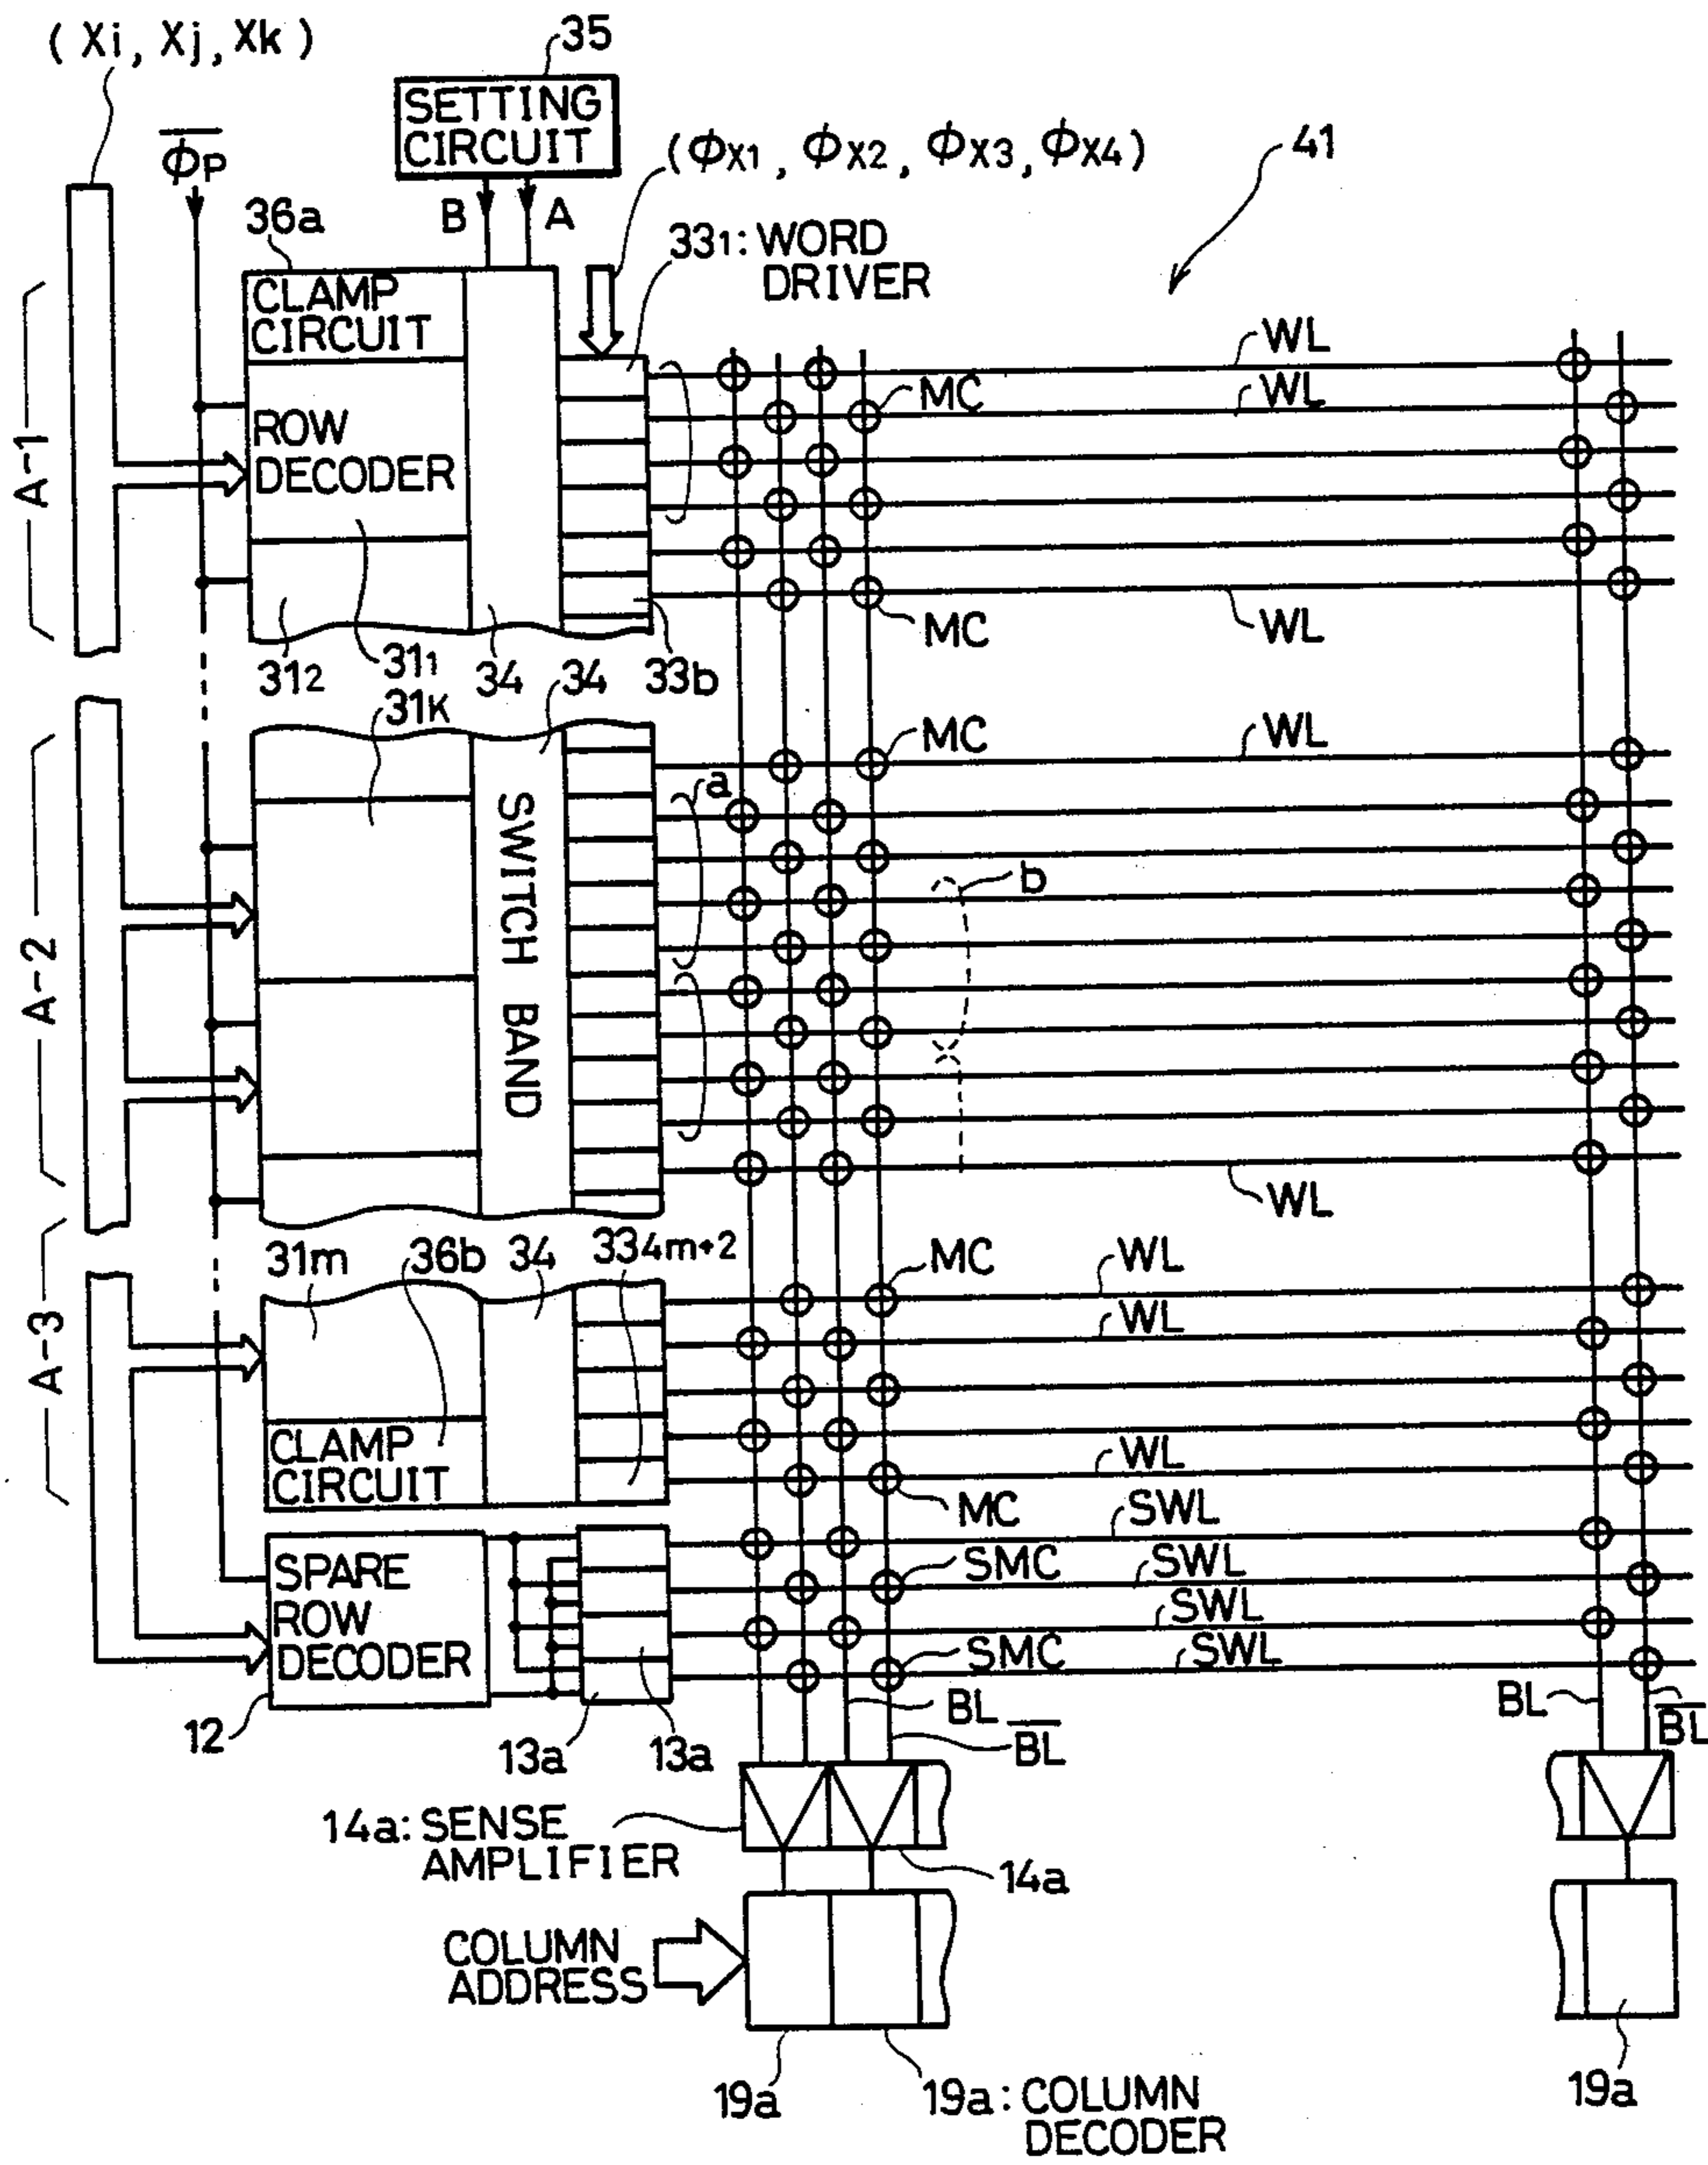 (Xi, Xj, Xk)
35
SETTING
CIRCUIT
φP
(φX1, φX2, φX3, φX4)
41
B
A
36a
331: WORD
DRIVER
CLAMP
CIRCUIT
WL
MC
WL
A-1
ROW
DECODER
MC
WL
312
311
34
34
33b
31K
MC
WL
a
SWITCH BAND
b
A-2
WL
31m
36b
34
334m+2
MC
WL
WL
A-3
CLAMP
CIRCUIT
WL
MC
SWL
SPARE
ROW
DECODER
SMC
SWL
SWL
SMC
SWL
12
13a
13a
BL
BL
BL
BL
14a: SENSE
AMPLIFIER
14a
COLUMN
ADDRESS
19a
19a: COLUMN
DECODER
19a